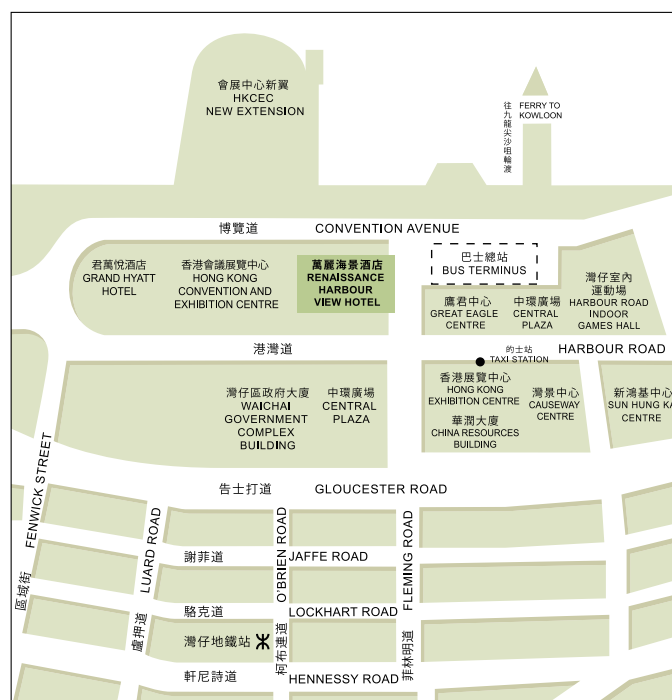 會展中心新翼
HKCEC
NEW EXTENSION
往九龍尖沙咀輪渡
FERRY TO
KOWLOON
博覽道
CONVENTION AVENUE
君萬悅酒店
GRAND HYATT
HOTEL
香港會議展覽中心
HONG KONG
CONVENTION AND
EXHIBITION CENTRE
萬麗海景酒店
RENAISSANCE
HARBOUR
VIEW HOTEL
巴士總站
BUS TERMINUS
鷹君中心
GREAT EAGLE
CENTRE
中環廣場
CENTRAL
PLAZA
灣仔室內
運動場
HARBOUR ROAD
INDOOR
GAMES HALL
港灣道
的士站
TAXI STATION
HARBOUR ROAD
灣仔區政府大廈
WAICHAI
GOVERNMENT
COMPLEX
BUILDING
中環廣場
CENTRAL
PLAZA
香港展覽中心
HONG KONG
EXHIBITION CENTRE
華潤大廈
CHINA RESOURCES
BUILDING
灣景中心
CAUSEWAY
CENTRE
新鴻基中心
SUN HUNG KA
CENTRE
告士打道
GLOUCESTER ROAD
FENWICK STREET
區域街
LUARD ROAD
盧押道
O'BRIEN ROAD
柯布連道
FLEMING ROAD
菲林明道
謝菲道
JAFFE ROAD
駱克道
LOCKHART ROAD
灣仔地鐵站
軒尼詩道
HENNESSY ROAD